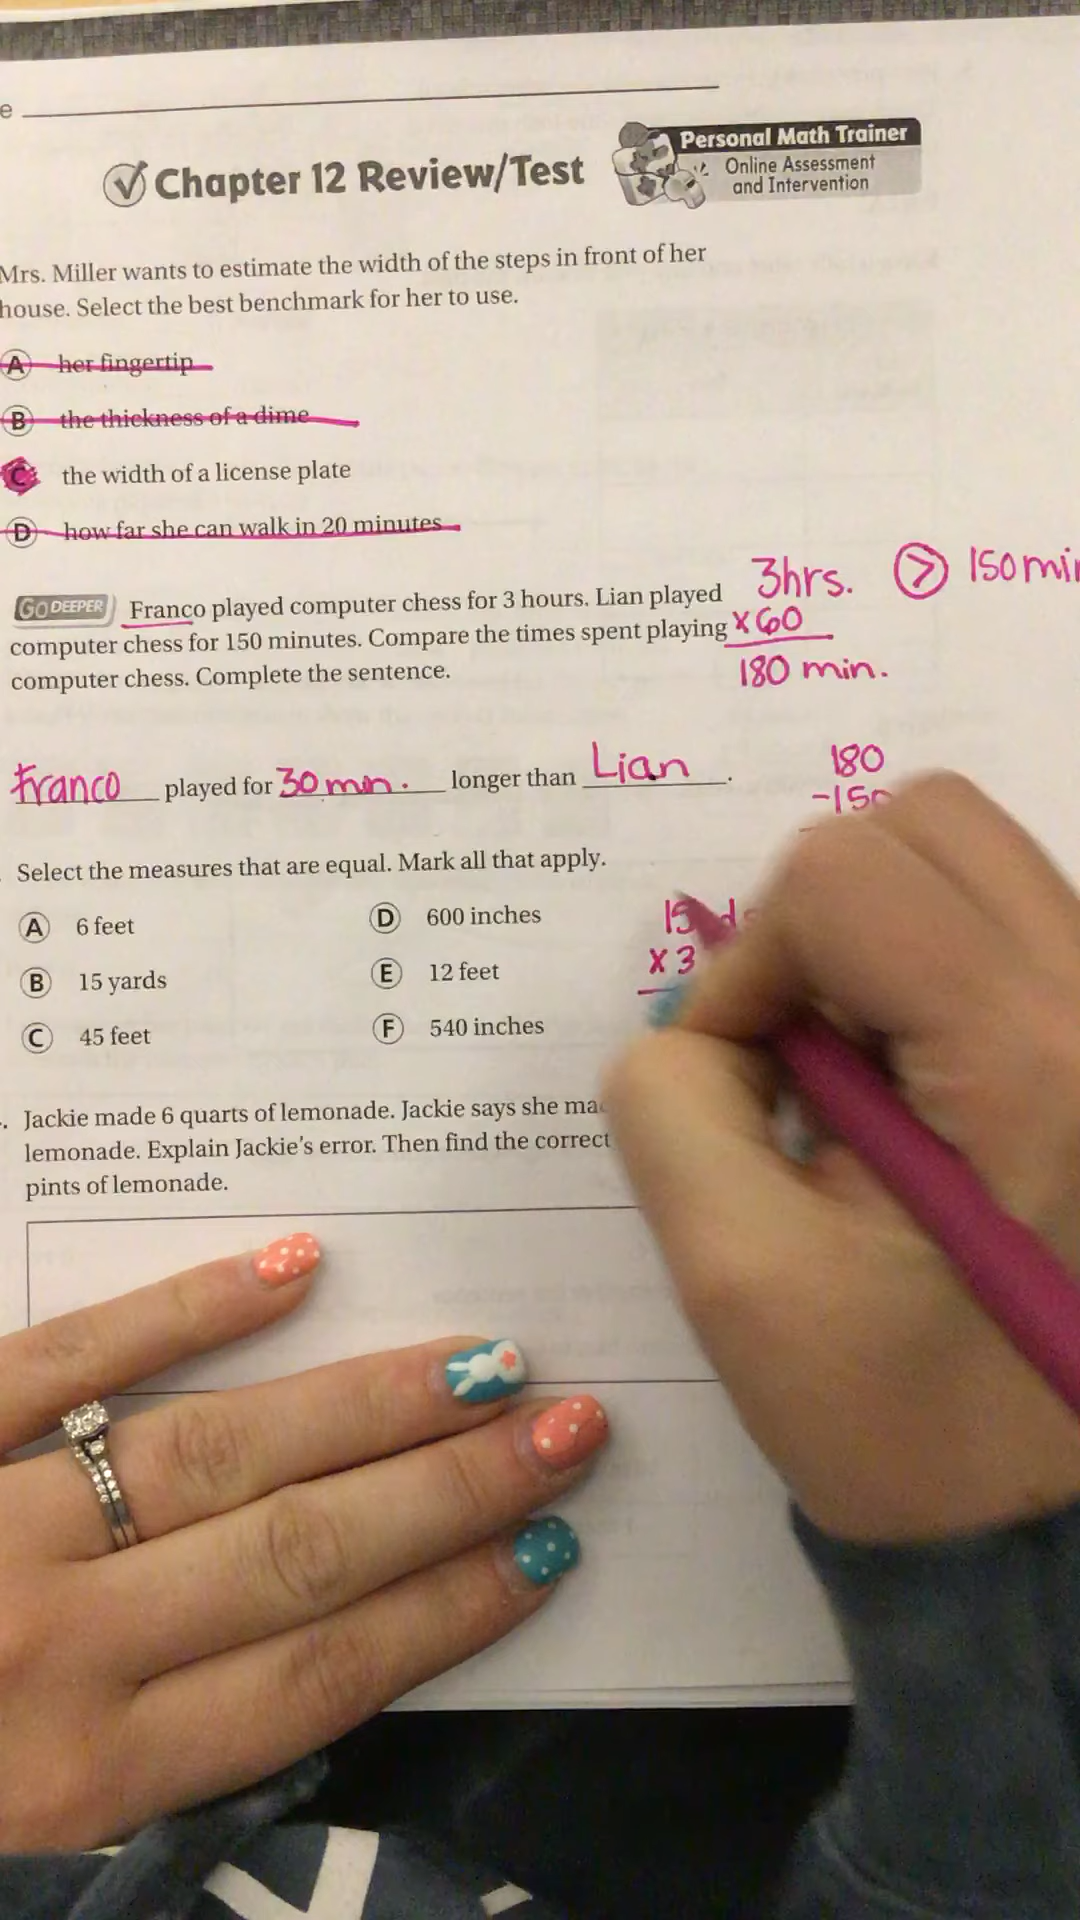 e
Chapter 12 Review/Test
Personal Math Trainer
Online Assessment
and Intervention
Mrs. Miller wants to estimate the width of the steps in front of her
house. Select the best benchmark for her to use.
A her fingertip
B the thickness of a dime
C the width of a license plate
D how far she can walk in 20 minutes
GO DEEPER Franco played computer chess for 3 hours. Lian played
computer chess for 150 minutes. Compare the times spent playing
computer chess. Complete the sentence.
3hrs. > 150 min
x60
180 min.
Franco played for 30 min. longer than Lian.
180
-150
Select the measures that are equal. Mark all that apply.
A 6 feet
B 15 yards
C 45 feet
D 600 inches
E 12 feet
F 540 inches
15
x3
. Jackie made 6 quarts of lemonade. Jackie says she
lemonade. Explain Jackie's error. Then find the correct
pints of lemonade.